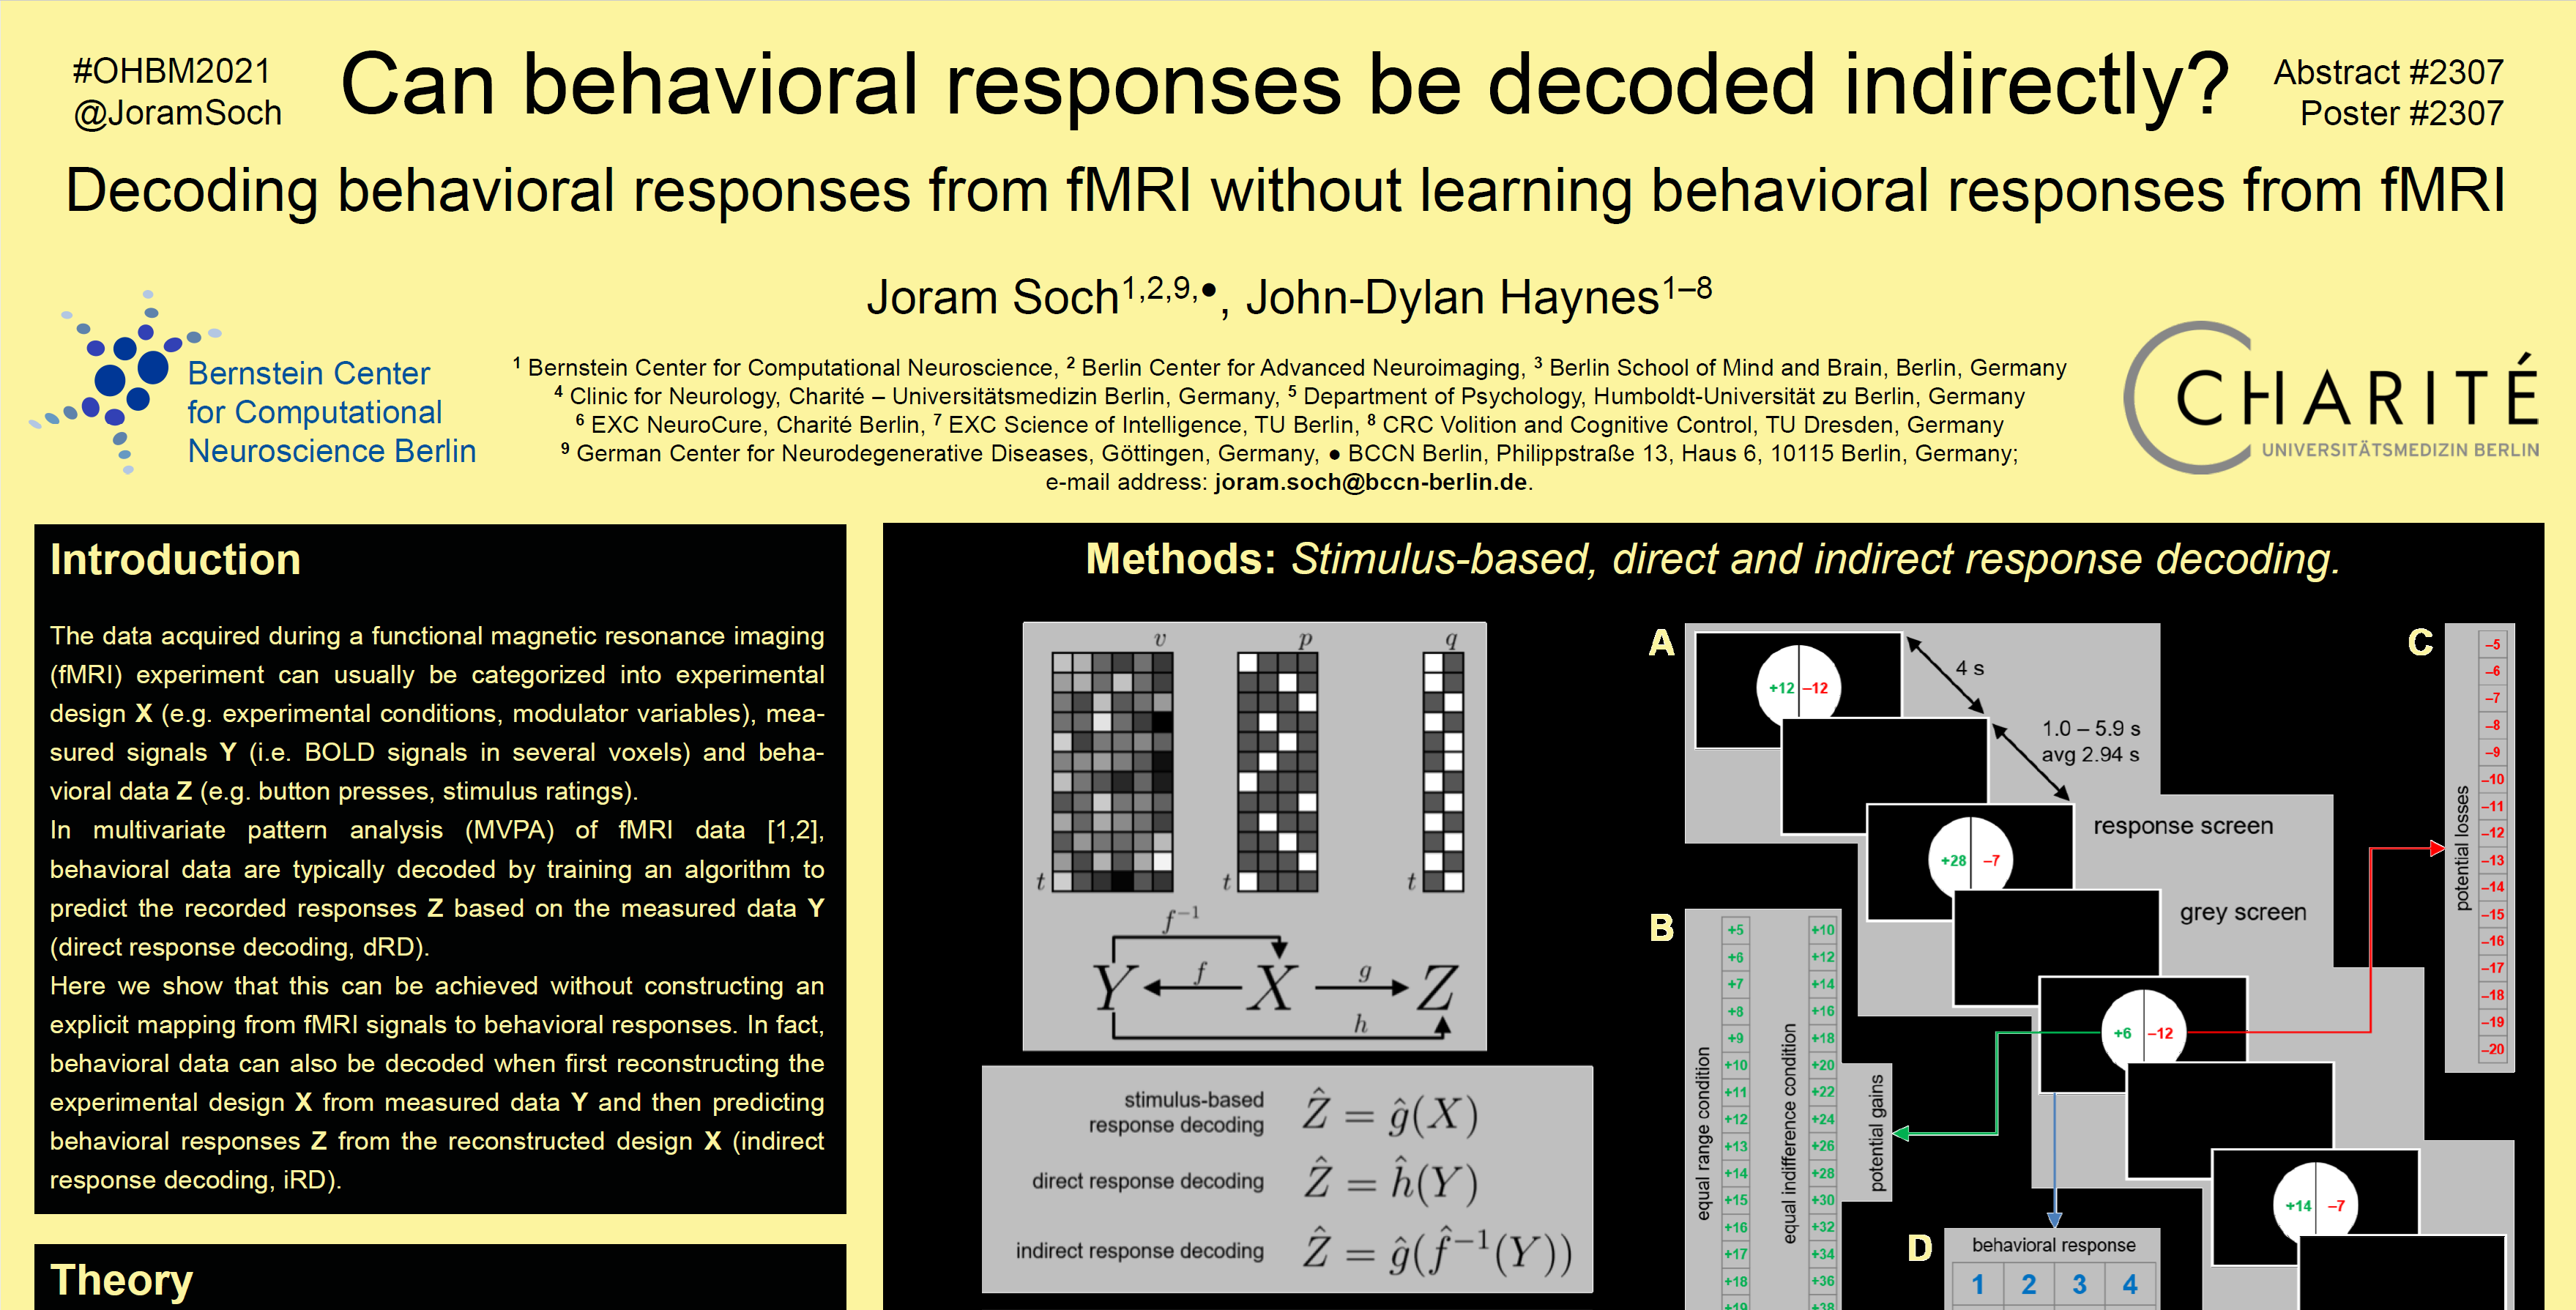 #OHBM2021
@JoramSoch
Can behavioral responses be decoded indirectly?
Abstract #2307
Poster #2307
Decoding behavioral responses from fMRI without learning behavioral responses from fMRI
Joram Soch1,2,9,●, John-Dylan Haynes1–8
Bernstein Center
for Computational
Neuroscience Berlin
1 Bernstein Center for Computational Neuroscience, 2 Berlin Center for Advanced Neuroimaging, 3 Berlin School of Mind and Brain, Berlin, Germany
4 Clinic for Neurology, Charité – Universitätsmedizin Berlin, Germany, 5 Department of Psychology, Humboldt-Universität zu Berlin, Germany
6 EXC NeuroCure, Charité Berlin, 7 EXC Science of Intelligence, TU Berlin, 8 CRC Volition and Cognitive Control, TU Dresden, Germany
9 German Center for Neurodegenerative Diseases, Göttingen, Germany, ● BCCN Berlin, Philippstraße 13, Haus 6, 10115 Berlin, Germany;
e-mail address: joram.soch@bccn-berlin.de.
CHARITÉ
UNIVERSITÄTSMEDIZIN BERLIN
Introduction
The data acquired during a functional magnetic resonance imaging
(fMRI) experiment can usually be categorized into experimental
design X (e.g. experimental conditions, modulator variables), mea-
sured signals Y (i.e. BOLD signals in several voxels) and beha-
vioral data Z (e.g. button presses, stimulus ratings).
In multivariate pattern analysis (MVPA) of fMRI data [1,2],
behavioral data are typically decoded by training an algorithm to
predict the recorded responses Z based on the measured data Y
(direct response decoding, dRD).
Here we show that this can be achieved without constructing an
explicit mapping from fMRI signals to behavioral responses. In fact,
behavioral data can also be decoded when first reconstructing the
experimental design X from measured data Y and then predicting
behavioral responses Z from the reconstructed design X (indirect
response decoding, iRD).
Theory
Methods: Stimulus-based, direct and indirect response decoding.
v
p
q
t
t
t
f⁻¹
Y f X g Z
h
stimulus-based
response decoding
Ẑ = ĝ(X)
direct response decoding
Ẑ = ĥ(Y)
indirect response decoding
Ẑ = ĝ(f̂⁻¹(Y))
A
+12 –12
4 s
1.0 – 5.9 s
avg 2.94 s
+28 –7
response screen
grey screen
+6 –12
+14 –7
B
equal range condition
+5
+6
+7
+8
+9
+10
+11
+12
+13
+14
+15
+16
+17
+18
+19
equal indifference condition
+10
+12
+14
+16
+18
+20
+22
+24
+26
+28
+30
+32
+34
+36
+38
potential gains
C
potential losses
–5
–6
–7
–8
–9
–10
–11
–12
–13
–14
–15
–16
–17
–18
–19
–20
D
behavioral response
1 2 3 4